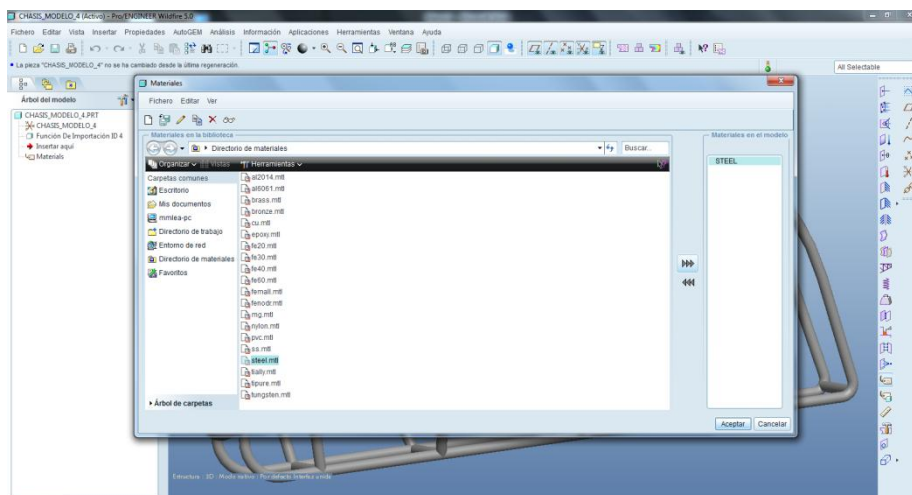 CHASIS_MODELO_4 (Activo) - Pro/ENGINEER Wildfire 5.0
Fichero Editar Vista Insertar Propiedades AutoGEM Análisis Información Aplicaciones Herramientas Ventana Ayuda
La pieza "CHASIS_MODELO_4" no se ha cambiado desde la última regeneración.
All Selectable
Árbol del modelo
CHASIS_MODELO_4.PRT
CHASIS_MODELO_4
Función De Importación ID 4
Insertar aquí
Materials
Materiales
Fichero Editar Ver
Materiales en la biblioteca
Directorio de materiales
Buscar...
Organizar Vistas Herramientas
Carpetas comunes
Escritorio
Mis documentos
mmlea-pc
Directorio de trabajo
Entorno de red
Directorio de materiales
Favoritos
Árbol de carpetas
al2014.mtl
al6061.mtl
brass.mtl
bronze.mtl
cu.mtl
epoxy.mtl
fe20.mtl
fe30.mtl
fe40.mtl
fe60.mtl
femall.mtl
fenodr.mtl
mg.mtl
nylon.mtl
pvc.mtl
ss.mtl
steel.mtl
tially.mtl
tipure.mtl
tungsten.mtl
Materiales en el modelo
STEEL
Aceptar Cancelar